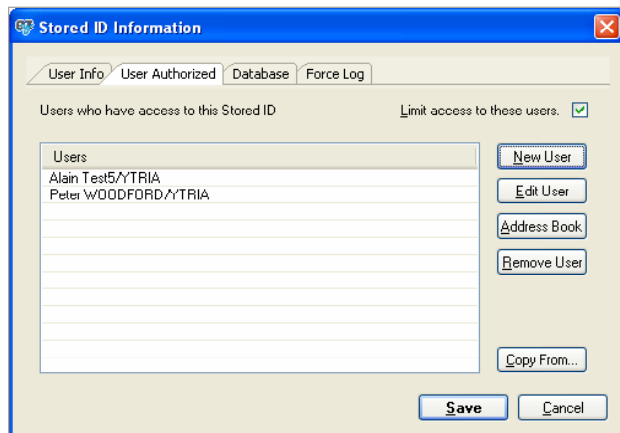 Stored ID Information
User Info User Authorized Database Force Log
Users who have access to this Stored ID Limit access to these users.
Users
Alain Test5/YTRIA
Peter WOODFORD/YTRIA
New User
Edit User
Address Book
Remove User
Copy From...
Save Cancel